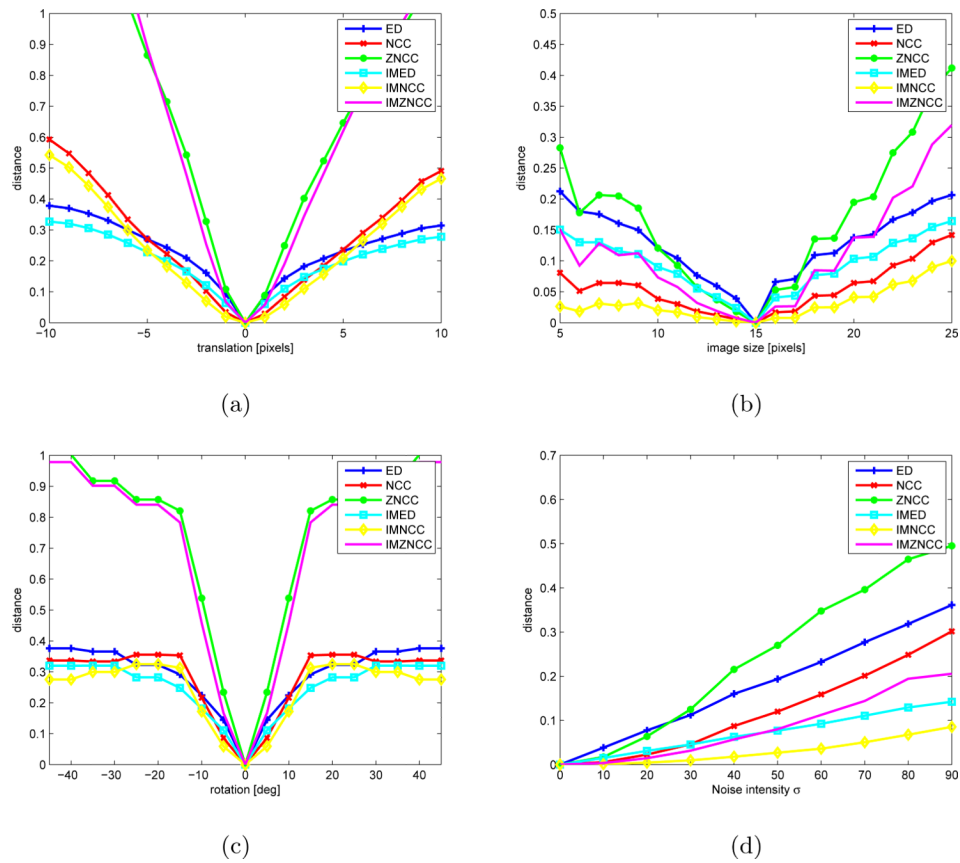 1
0.9
0.8
0.7
0.6
0.5
0.4
0.3
0.2
0.1
0
distance
−10
−5
0
5
10
translation [pixels]
ED
NCC
ZNCC
IMED
IMNCC
IMZNCC
(a)
0.5
0.45
0.4
0.35
0.3
0.25
0.2
0.15
0.1
0.05
0
distance
5
10
15
20
25
image size [pixels]
ED
NCC
ZNCC
IMED
IMNCC
IMZNCC
(b)
1
0.9
0.8
0.7
0.6
0.5
0.4
0.3
0.2
0.1
0
distance
−40
−30
−20
−10
0
10
20
30
40
rotation [deg]
ED
NCC
ZNCC
IMED
IMNCC
IMZNCC
(c)
0.7
0.6
0.5
0.4
0.3
0.2
0.1
0
distance
0
10
20
30
40
50
60
70
80
90
Noise intensity σ
ED
NCC
ZNCC
IMED
IMNCC
IMZNCC
(d)